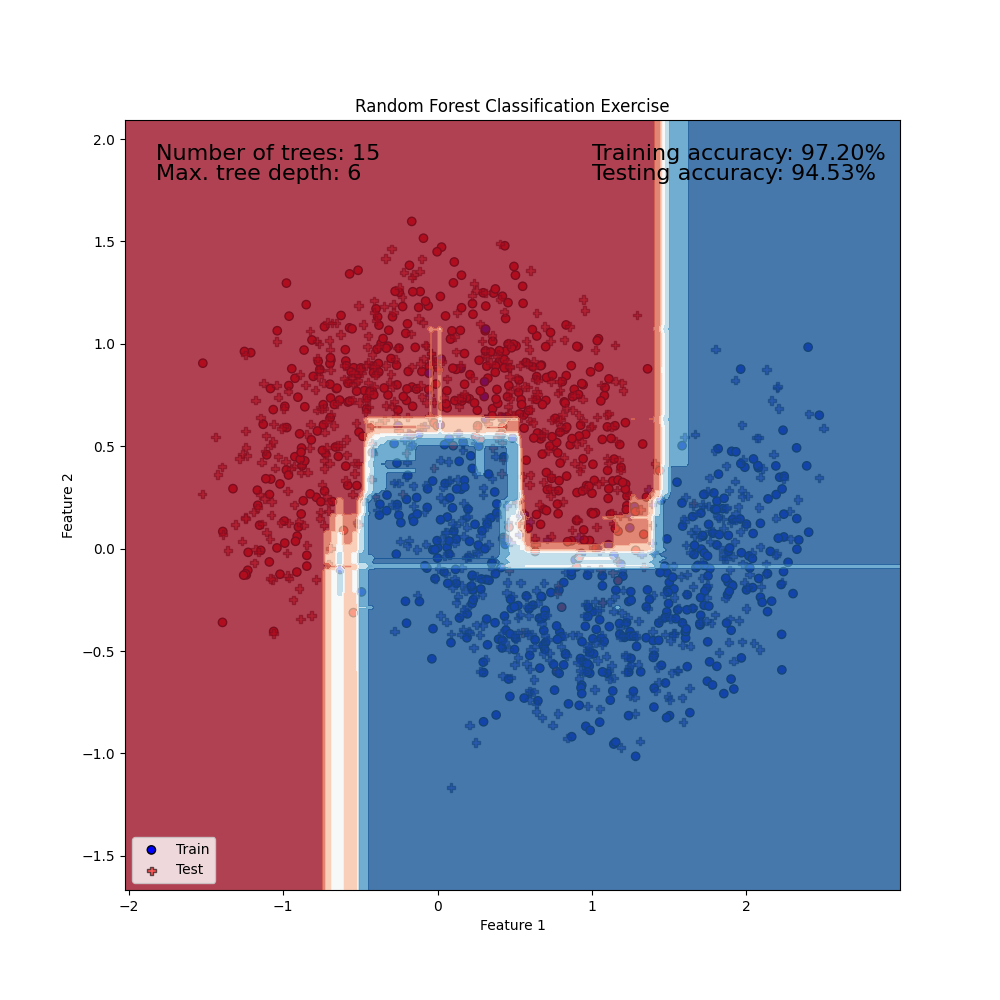 Random Forest Classification Exercise
Number of trees: 15
Max. tree depth: 6
Training accuracy: 97.20%
Testing accuracy: 94.53%
2.0
1.5
1.0
0.5
0.0
−0.5
−1.0
−1.5
Feature 2
Train
Test
−2
−1
0
1
2
Feature 1